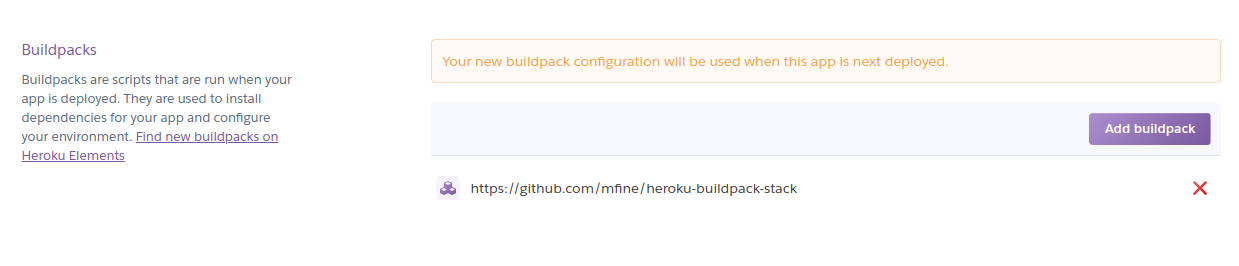 Buildpacks
Buildpacks are scripts that are run when your
app is deployed. They are used to install
dependencies for your app and configure
your environment. Find new buildpacks on
Heroku Elements
Your new buildpack configuration will be used when this app is next deployed.
Add buildpack
https://github.com/mfine/heroku-buildpack-stack